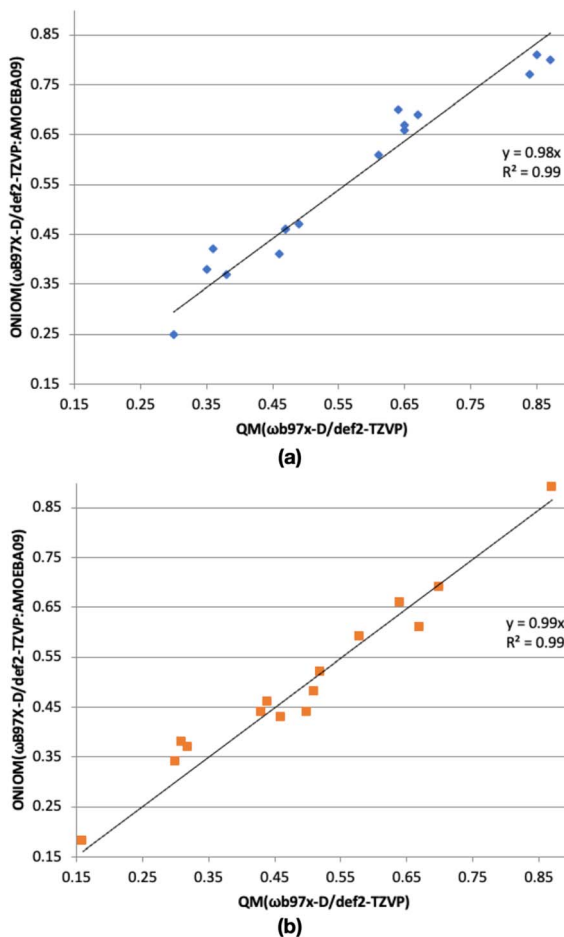 0.85
0.75
0.65
0.55
0.45
0.35
0.25
0.15
ONIOM(ωB97X-D/def2-TZVP:AMOEBA09)
y = 0.98x
R² = 0.99
0.15 0.25 0.35 0.45 0.55 0.65 0.75 0.85
QM(ωb97x-D/def2-TZVP)
(a)
0.85
0.75
0.65
0.55
0.45
0.35
0.25
0.15
ONIOM(ωB97X-D/def2-TZVP:AMOEBA09)
y = 0.99x
R² = 0.99
0.15 0.25 0.35 0.45 0.55 0.65 0.75 0.85
QM(ωb97x-D/def2-TZVP)
(b)